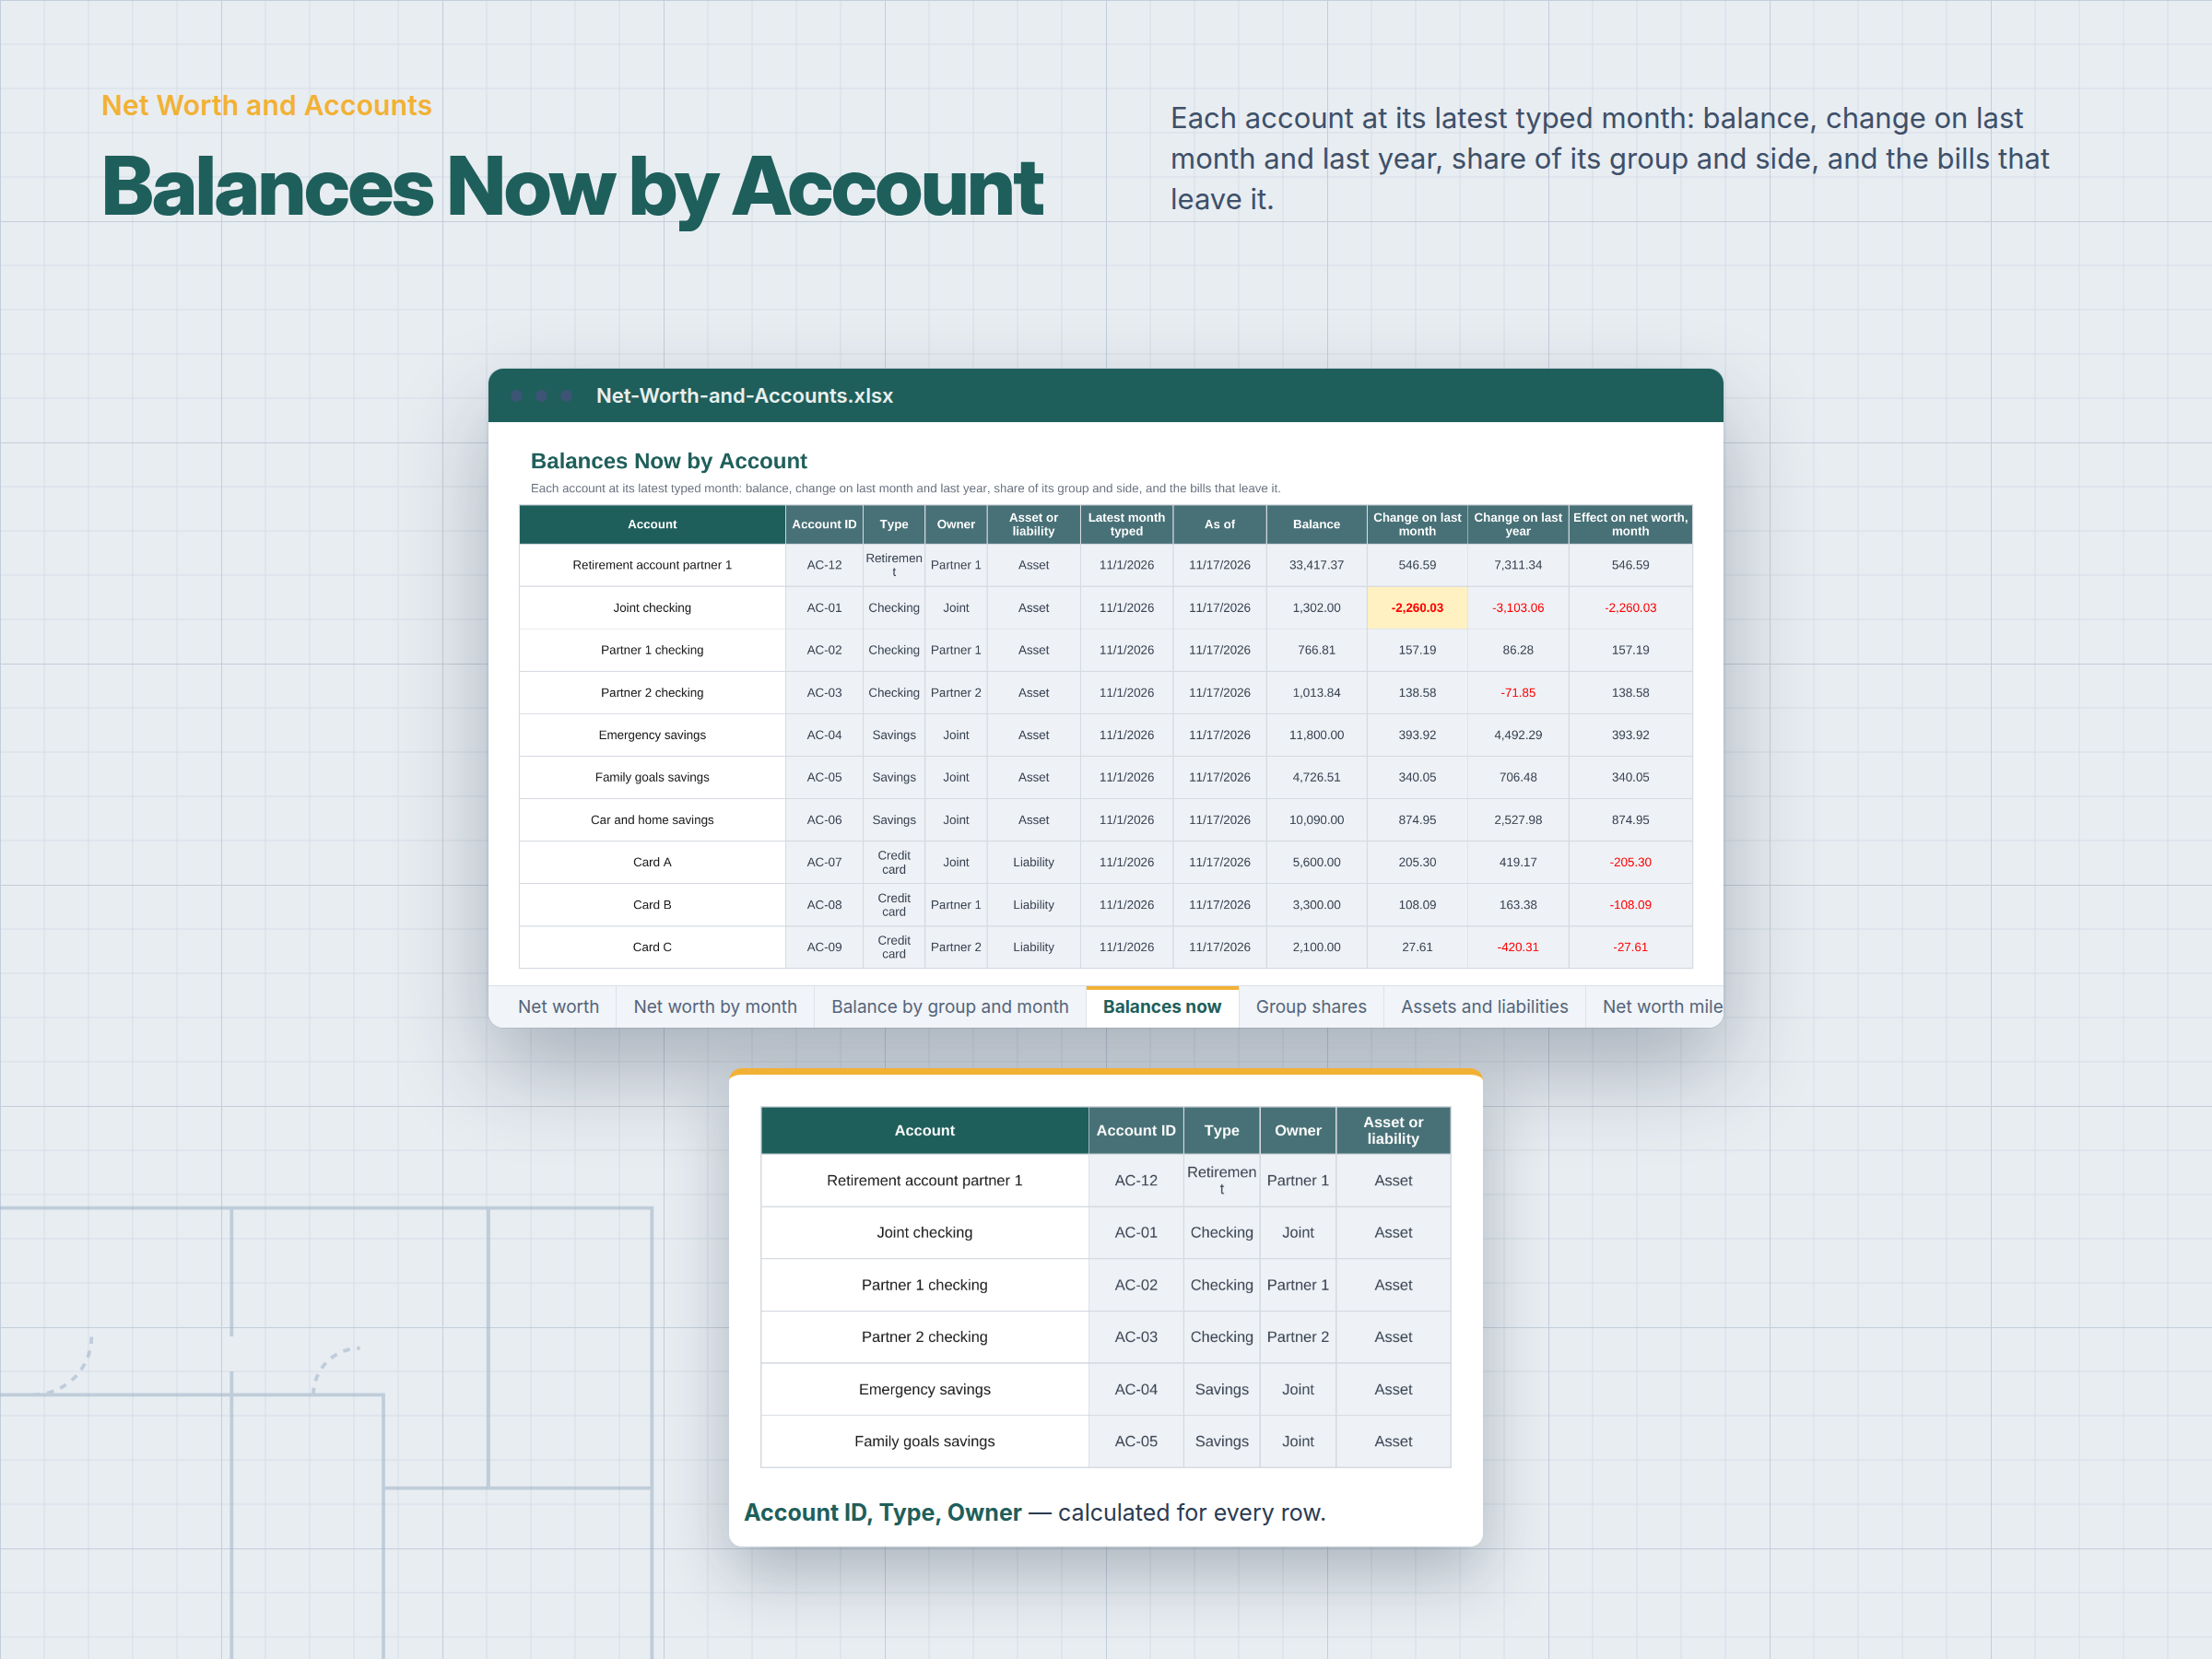 Net Worth and Accounts
Balances Now by Account
Each account at its latest typed month: balance, change on last
month and last year, share of its group and side, and the bills that
leave it.
Net-Worth-and-Accounts.xlsx
Balances Now by Account
Each account at its latest typed month: balance, change on last month and last year, share of its group and side, and the bills that leave it.
Account Account ID Type Owner Asset or liability Latest month typed As of Balance Change on last month Change on last year Effect on net worth, month
Retirement account partner 1 AC-12 Retirement Partner 1 Asset 11/1/2026 11/17/2026 33,417.37 546.59 7,311.34 546.59
Joint checking AC-01 Checking Joint Asset 11/1/2026 11/17/2026 1,302.00 -2,260.03 -3,103.06 -2,260.03
Partner 1 checking AC-02 Checking Partner 1 Asset 11/1/2026 11/17/2026 766.81 157.19 86.28 157.19
Partner 2 checking AC-03 Checking Partner 2 Asset 11/1/2026 11/17/2026 1,013.84 138.58 -71.85 138.58
Emergency savings AC-04 Savings Joint Asset 11/1/2026 11/17/2026 11,800.00 393.92 4,492.29 393.92
Family goals savings AC-05 Savings Joint Asset 11/1/2026 11/17/2026 4,726.51 340.05 706.48 340.05
Car and home savings AC-06 Savings Joint Asset 11/1/2026 11/17/2026 10,090.00 874.95 2,527.98 874.95
Card A AC-07 Credit card Joint Liability 11/1/2026 11/17/2026 5,600.00 205.30 419.17 -205.30
Card B AC-08 Credit card Partner 1 Liability 11/1/2026 11/17/2026 3,300.00 108.09 163.38 -108.09
Card C AC-09 Credit card Partner 2 Liability 11/1/2026 11/17/2026 2,100.00 27.61 -420.31 -27.61
Net worth Net worth by month Balance by group and month Balances now Group shares Assets and liabilities Net worth mile
Account Account ID Type Owner Asset or liability
Retirement account partner 1 AC-12 Retirement Partner 1 Asset
Joint checking AC-01 Checking Joint Asset
Partner 1 checking AC-02 Checking Partner 1 Asset
Partner 2 checking AC-03 Checking Partner 2 Asset
Emergency savings AC-04 Savings Joint Asset
Family goals savings AC-05 Savings Joint Asset
Account ID, Type, Owner — calculated for every row.